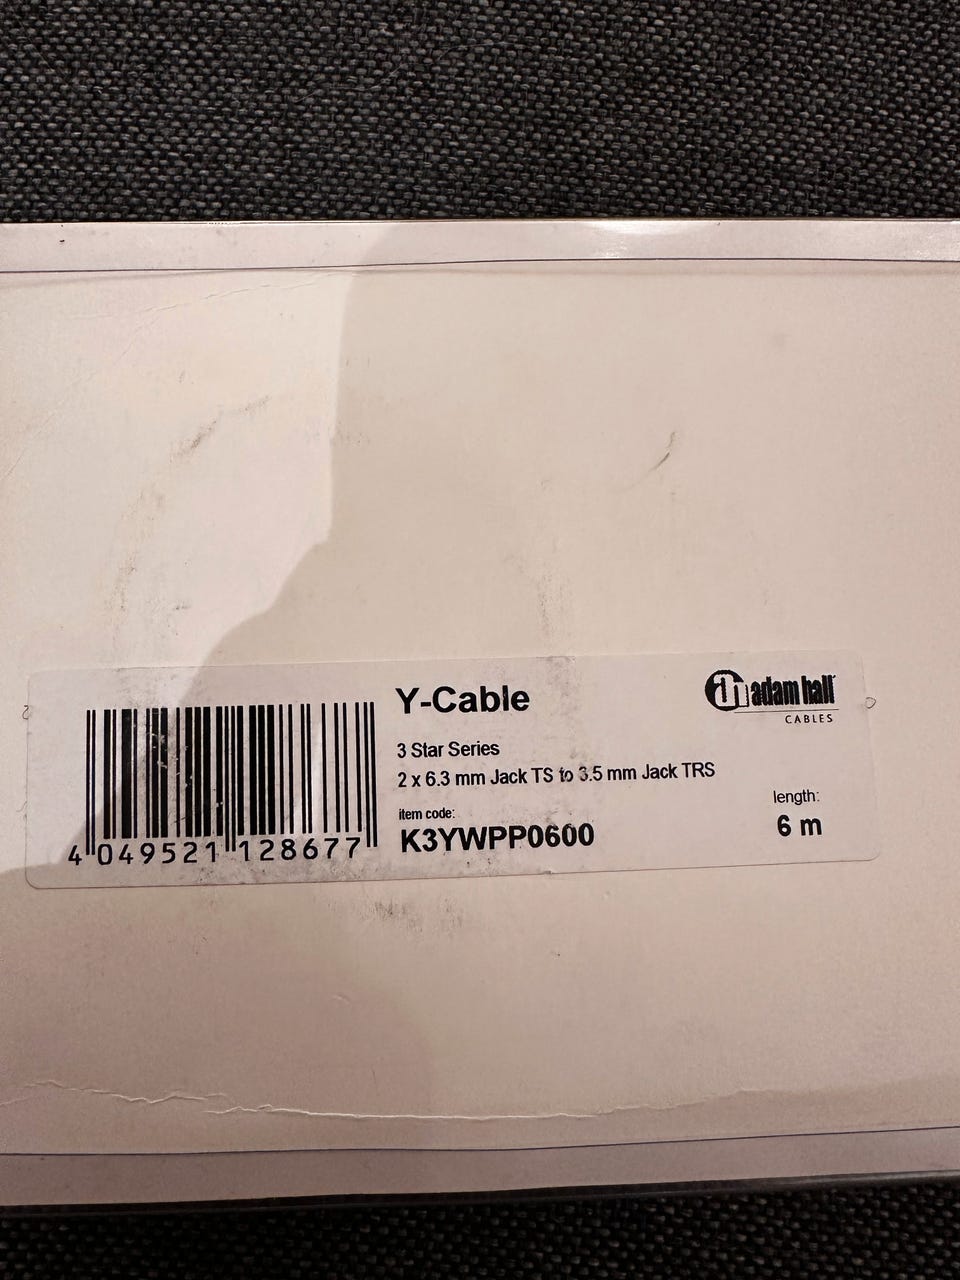 Y-Cable
adam hall
CABLES
3 Star Series
2 x 6.3 mm Jack TS to 3.5 mm Jack TRS
item code:
K3YWPP0600
length:
6 m
4 049521 128677